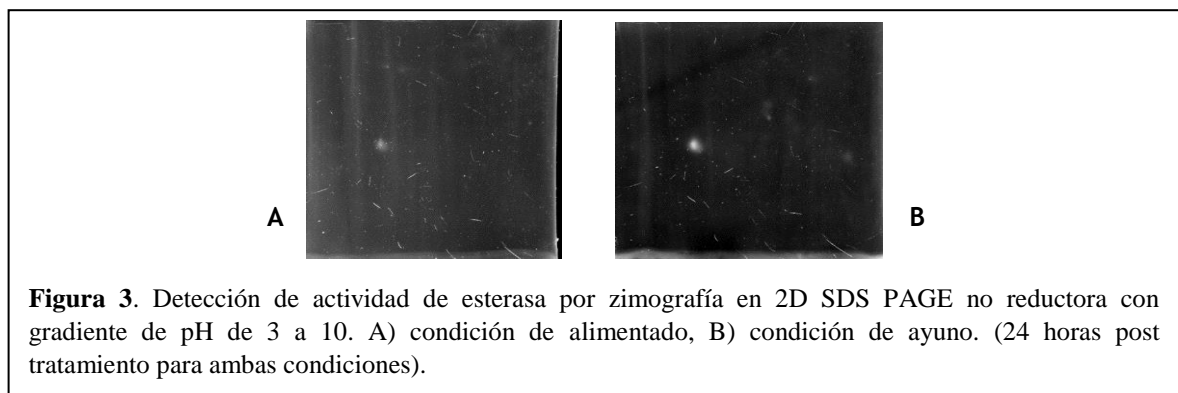 A
B
Figura 3. Detección de actividad de esterasa por zimografía en 2D SDS PAGE no reductora con
gradiente de pH de 3 a 10. A) condición de alimentado, B) condición de ayuno. (24 horas post
tratamiento para ambas condiciones).